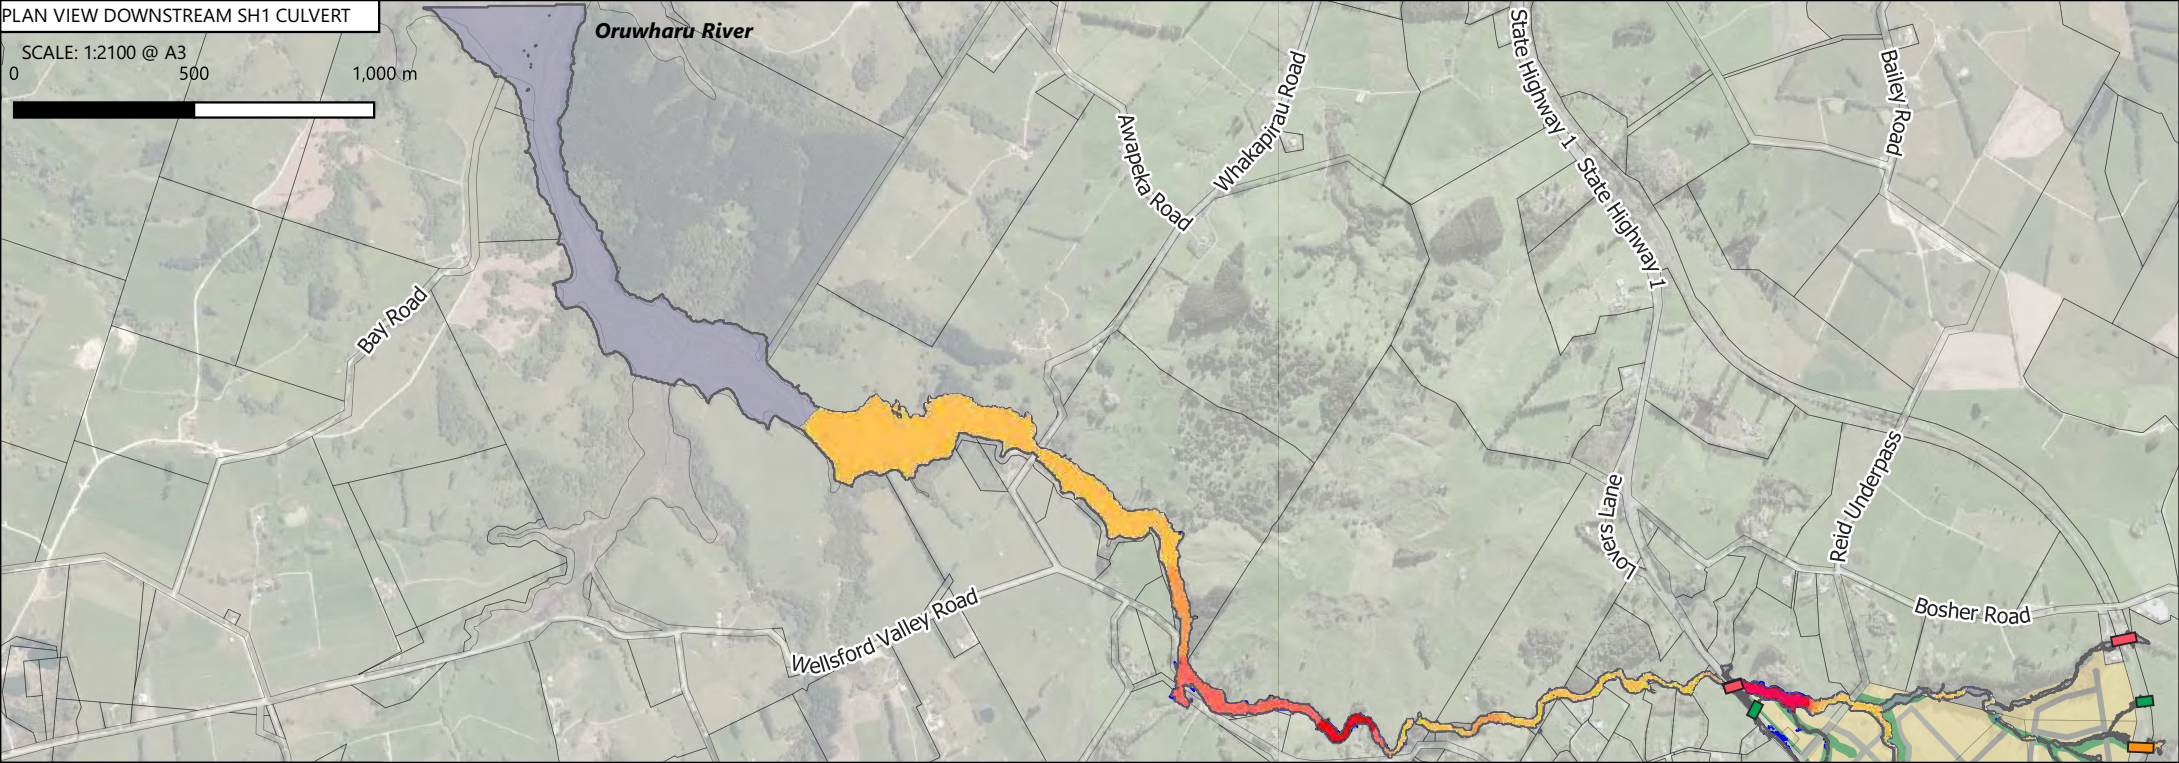 PLAN VIEW DOWNSTREAM SH1 CULVERT
SCALE: 1:2100 @ A3
0 500 1,000 m
Oruwharu River
State Highway 1
Bailey Road
Whakapirau Road
Awapeka Road
State Highway 1
Bay Road
Reid Underpass
Lovers Lane
Wellsford Valley Road
Bosher Road